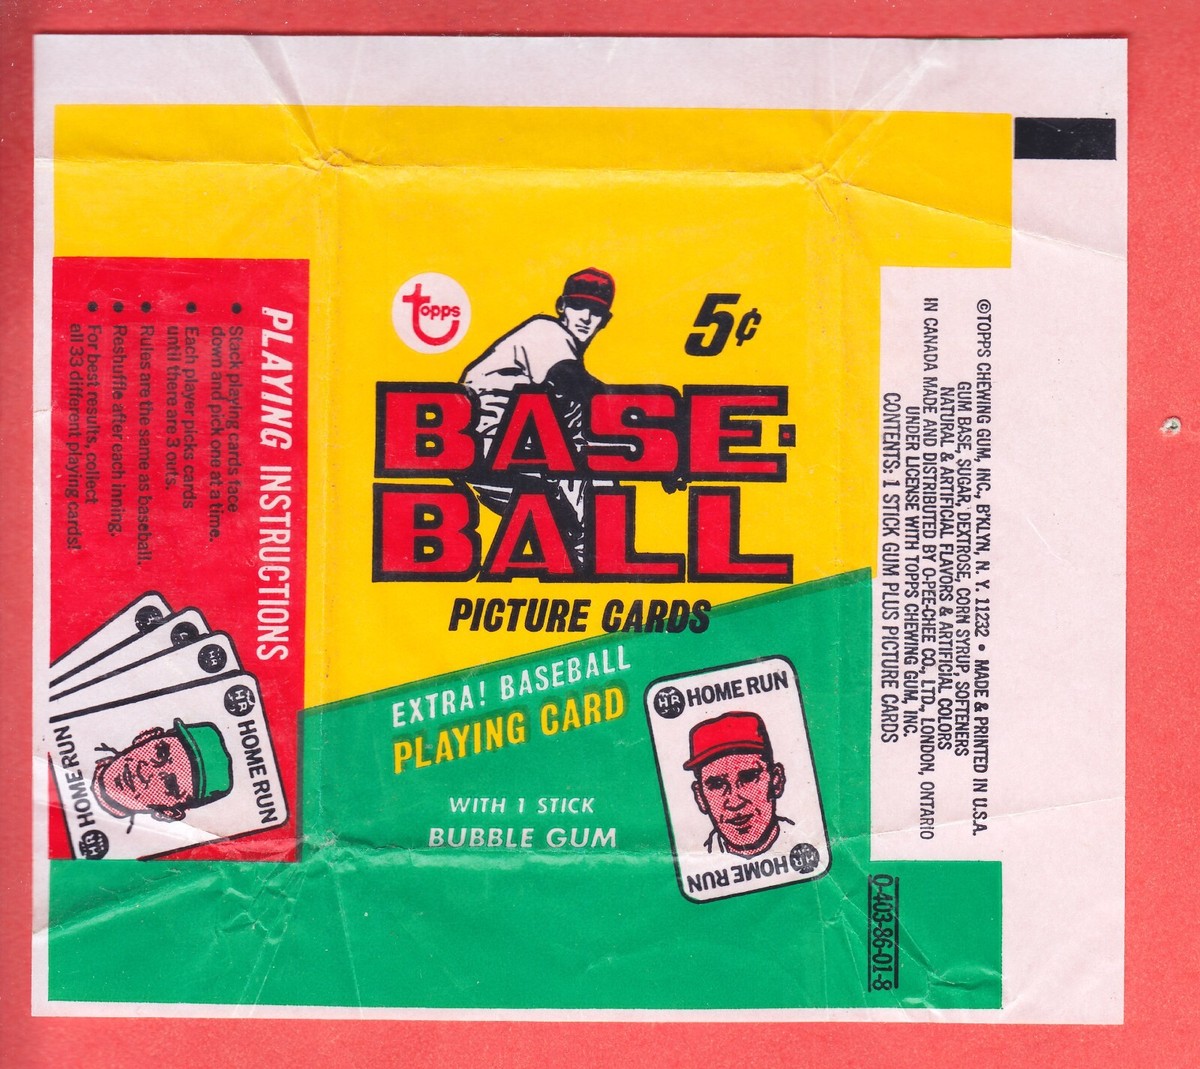 topps
5¢
BASE-
BALL
PICTURE CARDS
EXTRA! BASEBALL
PLAYING CARD
WITH 1 STICK
BUBBLE GUM
HR HOME RUN
HR HOME RUN
PLAYING INSTRUCTIONS
• Stack playing cards face
down and pick one at a time.
• Each player picks cards
until there are 3 outs.
• Rules are the same as baseball.
• Reshuffle after each inning.
• For best results, collect
all 33 different playing cards!
HR
HR HOME RUN
HR HOME RUN
©TOPPS CHEWING GUM, INC., B'KLYN, N. Y. 11232 • MADE & PRINTED IN U.S.A.
GUM BASE, SUGAR, DEXTROSE, CORN SYRUP, SOFTENERS
NATURAL & ARTIFICIAL FLAVORS & ARTIFICIAL COLORS
IN CANADA MADE AND DISTRIBUTED BY O-PEE-CHEE CO., LTD., LONDON, ONTARIO
UNDER LICENSE WITH TOPPS CHEWING GUM, INC.
CONTENTS: 1 STICK GUM PLUS PICTURE CARDS
0-403-86-01-8